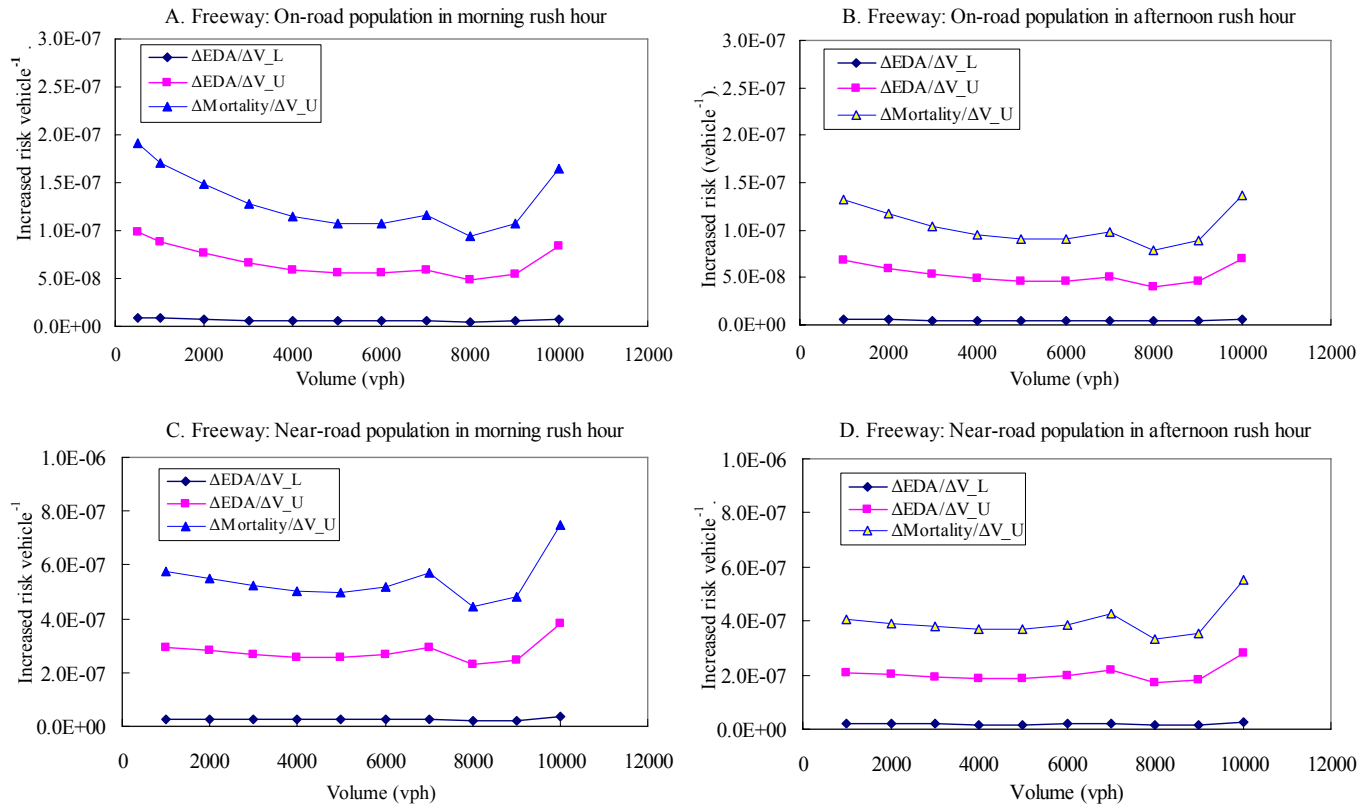 A. Freeway: On-road population in morning rush hour
3.0E-07
2.5E-07
2.0E-07
1.5E-07
1.0E-07
5.0E-08
0.0E+00
Increased risk vehicle⁻¹.
ΔEDA/ΔV_L
ΔEDA/ΔV_U
ΔMortality/ΔV_U
0 2000 4000 6000 8000 10000 12000
Volume (vph)
B. Freeway: On-road population in afternoon rush hour
3.0E-07
2.5E-07
2.0E-07
1.5E-07
1.0E-07
5.0E-08
0.0E+00
Increased risk (vehicle⁻¹).
ΔEDA/ΔV_L
ΔEDA/ΔV_U
ΔMortality/ΔV_U
0 2000 4000 6000 8000 10000 12000
Volume (vph)
C. Freeway: Near-road population in morning rush hour
1.0E-06
8.0E-07
6.0E-07
4.0E-07
2.0E-07
0.0E+00
Increased risk vehicle⁻¹.
ΔEDA/ΔV_L
ΔEDA/ΔV_U
ΔMortality/ΔV_U
0 2000 4000 6000 8000 10000 12000
Volume (vph)
D. Freeway: Near-road population in afternoon rush hour
1.0E-06
8.0E-07
6.0E-07
4.0E-07
2.0E-07
0.0E+00
Increased risk vehicle⁻¹.
ΔEDA/ΔV_L
ΔEDA/ΔV_U
ΔMortality/ΔV_U
0 2000 4000 6000 8000 10000 12000
Volume (vph)